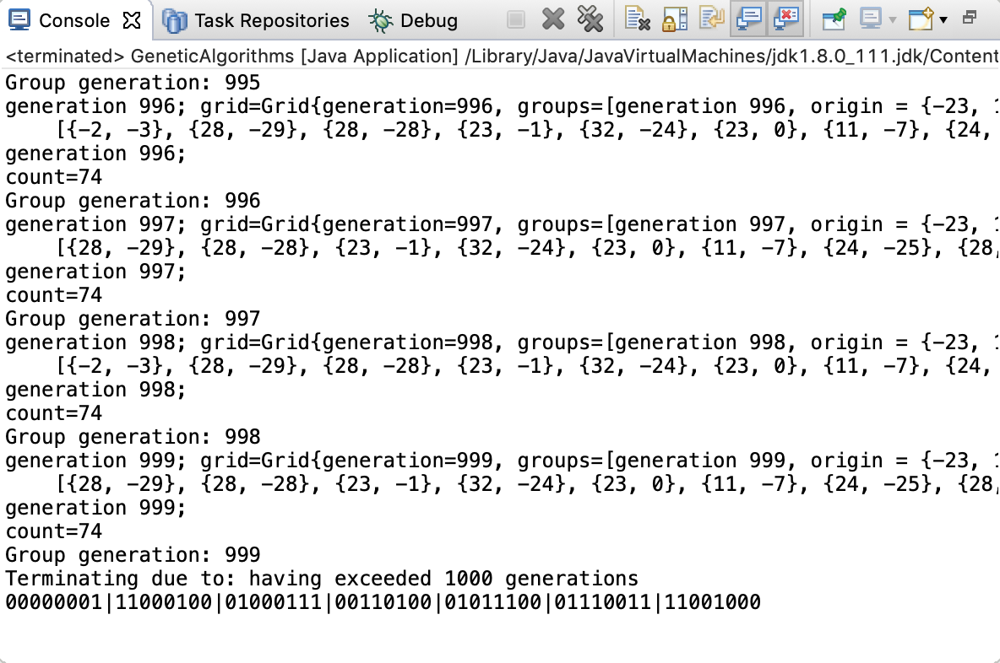 Console Task Repositories Debug
<terminated> GeneticAlgorithms [Java Application] /Library/Java/JavaVirtualMachines/jdk1.8.0_111.jdk/Content
Group generation: 995
generation 996; grid=Grid{generation=996, groups=[generation 996, origin = {-23, 1
[{-2, -3}, {28, -29}, {28, -28}, {23, -1}, {32, -24}, {23, 0}, {11, -7}, {24,
generation 996;
count=74
Group generation: 996
generation 997; grid=Grid{generation=997, groups=[generation 997, origin = {-23, 1
[{28, -29}, {28, -28}, {23, -1}, {32, -24}, {23, 0}, {11, -7}, {24, -25}, {28,
generation 997;
count=74
Group generation: 997
generation 998; grid=Grid{generation=998, groups=[generation 998, origin = {-23, 1
[{-2, -3}, {28, -29}, {28, -28}, {23, -1}, {32, -24}, {23, 0}, {11, -7}, {24,
generation 998;
count=74
Group generation: 998
generation 999; grid=Grid{generation=999, groups=[generation 999, origin = {-23, 1
[{28, -29}, {28, -28}, {23, -1}, {32, -24}, {23, 0}, {11, -7}, {24, -25}, {28,
generation 999;
count=74
Group generation: 999
Terminating due to: having exceeded 1000 generations
00000001|11000100|01000111|00110100|01011100|01110011|11001000